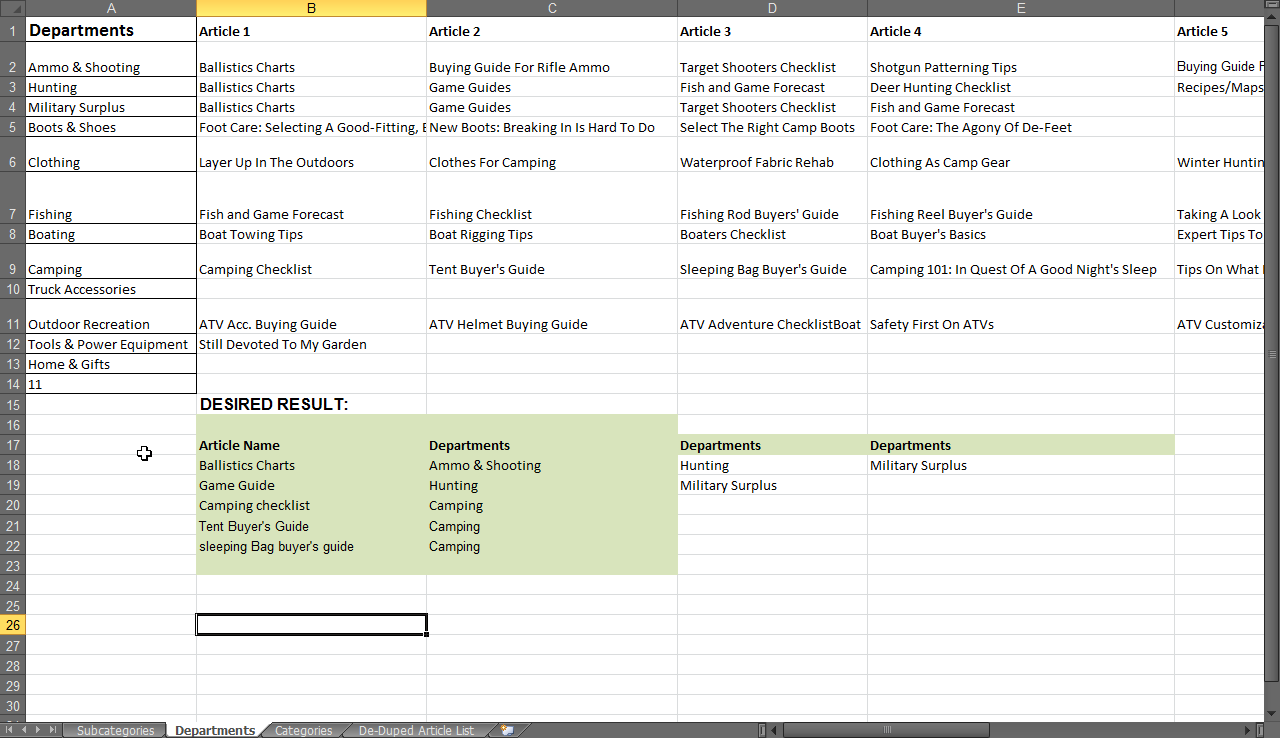 A B C D E
1 Departments Article 1 Article 2 Article 3 Article 4 Article 5
2 Ammo & Shooting Ballistics Charts Buying Guide For Rifle Ammo Target Shooters Checklist Shotgun Patterning Tips Buying Guide F
3 Hunting Ballistics Charts Game Guides Fish and Game Forecast Deer Hunting Checklist Recipes/Maps
4 Military Surplus Ballistics Charts Game Guides Target Shooters Checklist Fish and Game Forecast
5 Boots & Shoes Foot Care: Selecting A Good-Fitting, New Boots: Breaking In Is Hard To Do Select The Right Camp Boots Foot Care: The Agony Of De-Feet
6 Clothing Layer Up In The Outdoors Clothes For Camping Waterproof Fabric Rehab Clothing As Camp Gear Winter Huntin
7 Fishing Fish and Game Forecast Fishing Checklist Fishing Rod Buyers' Guide Fishing Reel Buyer's Guide Taking A Look
8 Boating Boat Towing Tips Boat Rigging Tips Boaters Checklist Boat Buyer's Basics Expert Tips To
9 Camping Camping Checklist Tent Buyer's Guide Sleeping Bag Buyer's Guide Camping 101: In Quest Of A Good Night's Sleep Tips On What
10 Truck Accessories
11 Outdoor Recreation ATV Acc. Buying Guide ATV Helmet Buying Guide ATV Adventure ChecklistBoat Safety First On ATVs ATV Customiz
12 Tools & Power Equipment Still Devoted To My Garden
13 Home & Gifts
14 11
15 DESIRED RESULT:
16
17 Article Name Departments Departments Departments
18 Ballistics Charts Ammo & Shooting Hunting Military Surplus
19 Game Guide Hunting Military Surplus
20 Camping checklist Camping
21 Tent Buyer's Guide Camping
22 sleeping Bag buyer's guide Camping
23
24
25
26
27
28
29
30
Subcategories Departments Categories De-Duped Article List